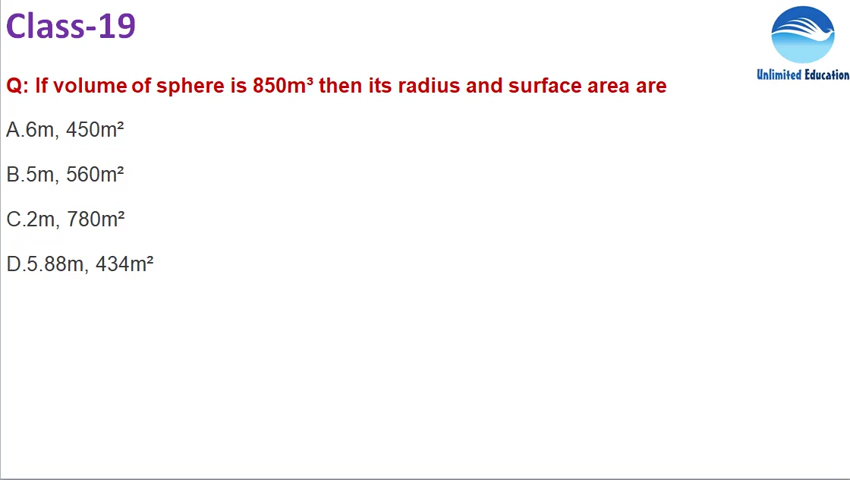 Class-19
Unlimited Education
Q: If volume of sphere is 850m³ then its radius and surface area are
A.6m, 450m²
B.5m, 560m²
C.2m, 780m²
D.5.88m, 434m²